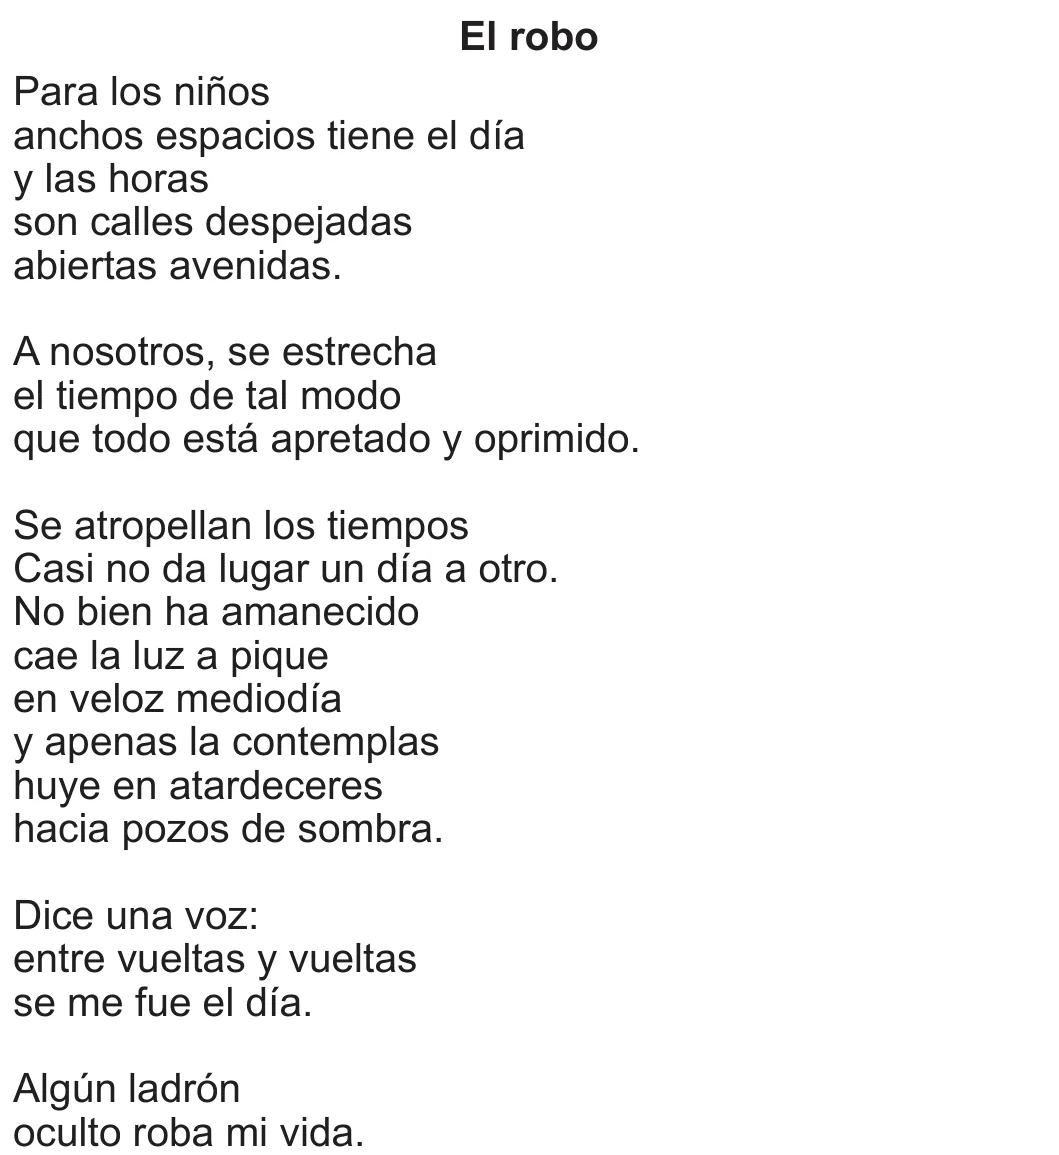 El robo
Para los niños
anchos espacios tiene el día
y las horas
son calles despejadas
abiertas avenidas.
A nosotros, se estrecha
el tiempo de tal modo
que todo está apretado y oprimido.
Se atropellan los tiempos
Casi no da lugar un día a otro.
No bien ha amanecido
cae la luz a pique
en veloz mediodía
y apenas la contemplas
huye en atardeceres
hacia pozos de sombra.
Dice una voz:
entre vueltas y vueltas
se me fue el día.
Algún ladrón
oculto roba mi vida.